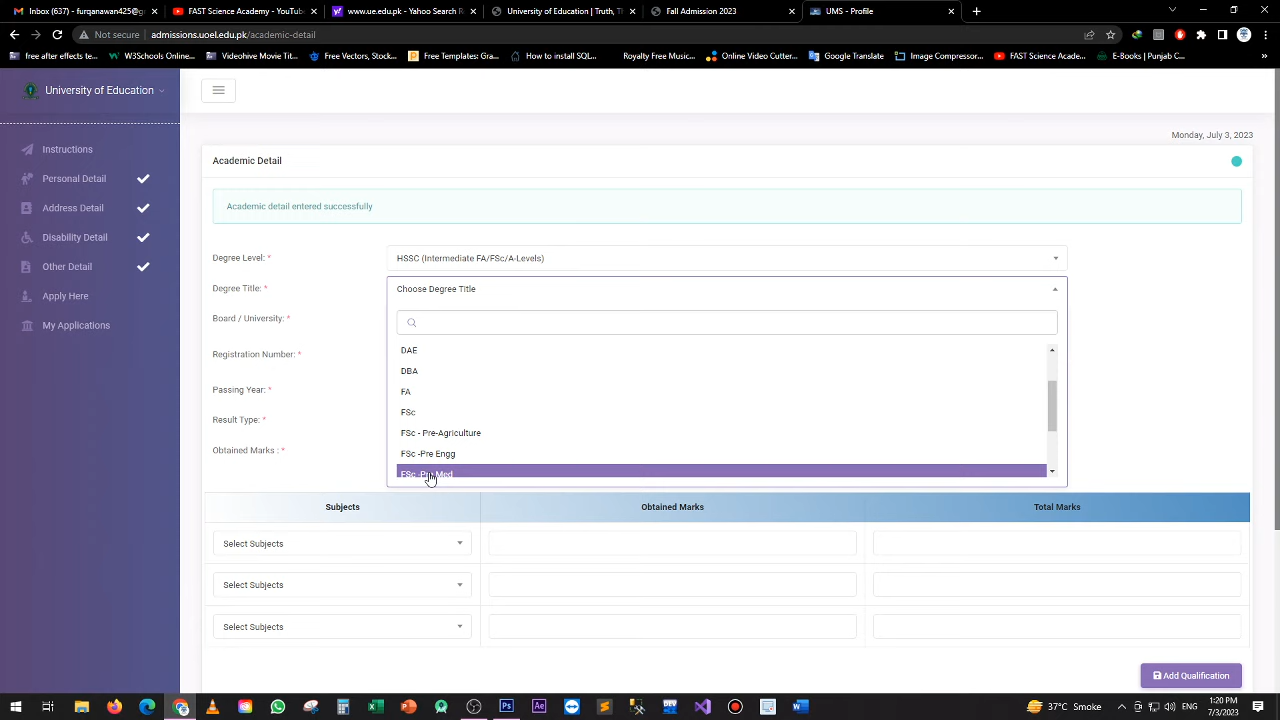 Inbox (637) - furqanawan425@g
FAST Science Academy - YouTub
www.ue.edu.pk - Yahoo Search R
University of Education | Truth, Th
Fall Admission 2023
UMS - Profile
Not secure
admissions.uoel.edu.pk/academic-detail
free after effects te...
W3Schools Online...
Videohive Movie Tit...
Free Vectors, Stock...
Free Templates: Gra...
How to install SQL...
Royalty Free Music...
Online Video Cutter...
Google Translate
Image Compressor...
FAST Science Acade...
E-Books | Punjab C...
»
University of Education
Monday, July 3, 2023
Instructions
Personal Detail
Address Detail
Disability Detail
Other Detail
Apply Here
My Applications
Academic Detail
Academic detail entered successfully
Degree Level: *
HSSC (Intermediate FA/FSc/A-Levels)
Degree Title: *
Choose Degree Title
Board / University: *
Registration Number: *
Passing Year: *
Result Type: *
Obtained Marks : *
DAE
DBA
FA
FSc
FSc - Pre-Agriculture
FSc -Pre Engg
FSc -Pre Med
Subjects
Obtained Marks
Total Marks
Select Subjects
Select Subjects
Select Subjects
Add Qualification
37°C Smoke
1:20 PM
7/3/2023